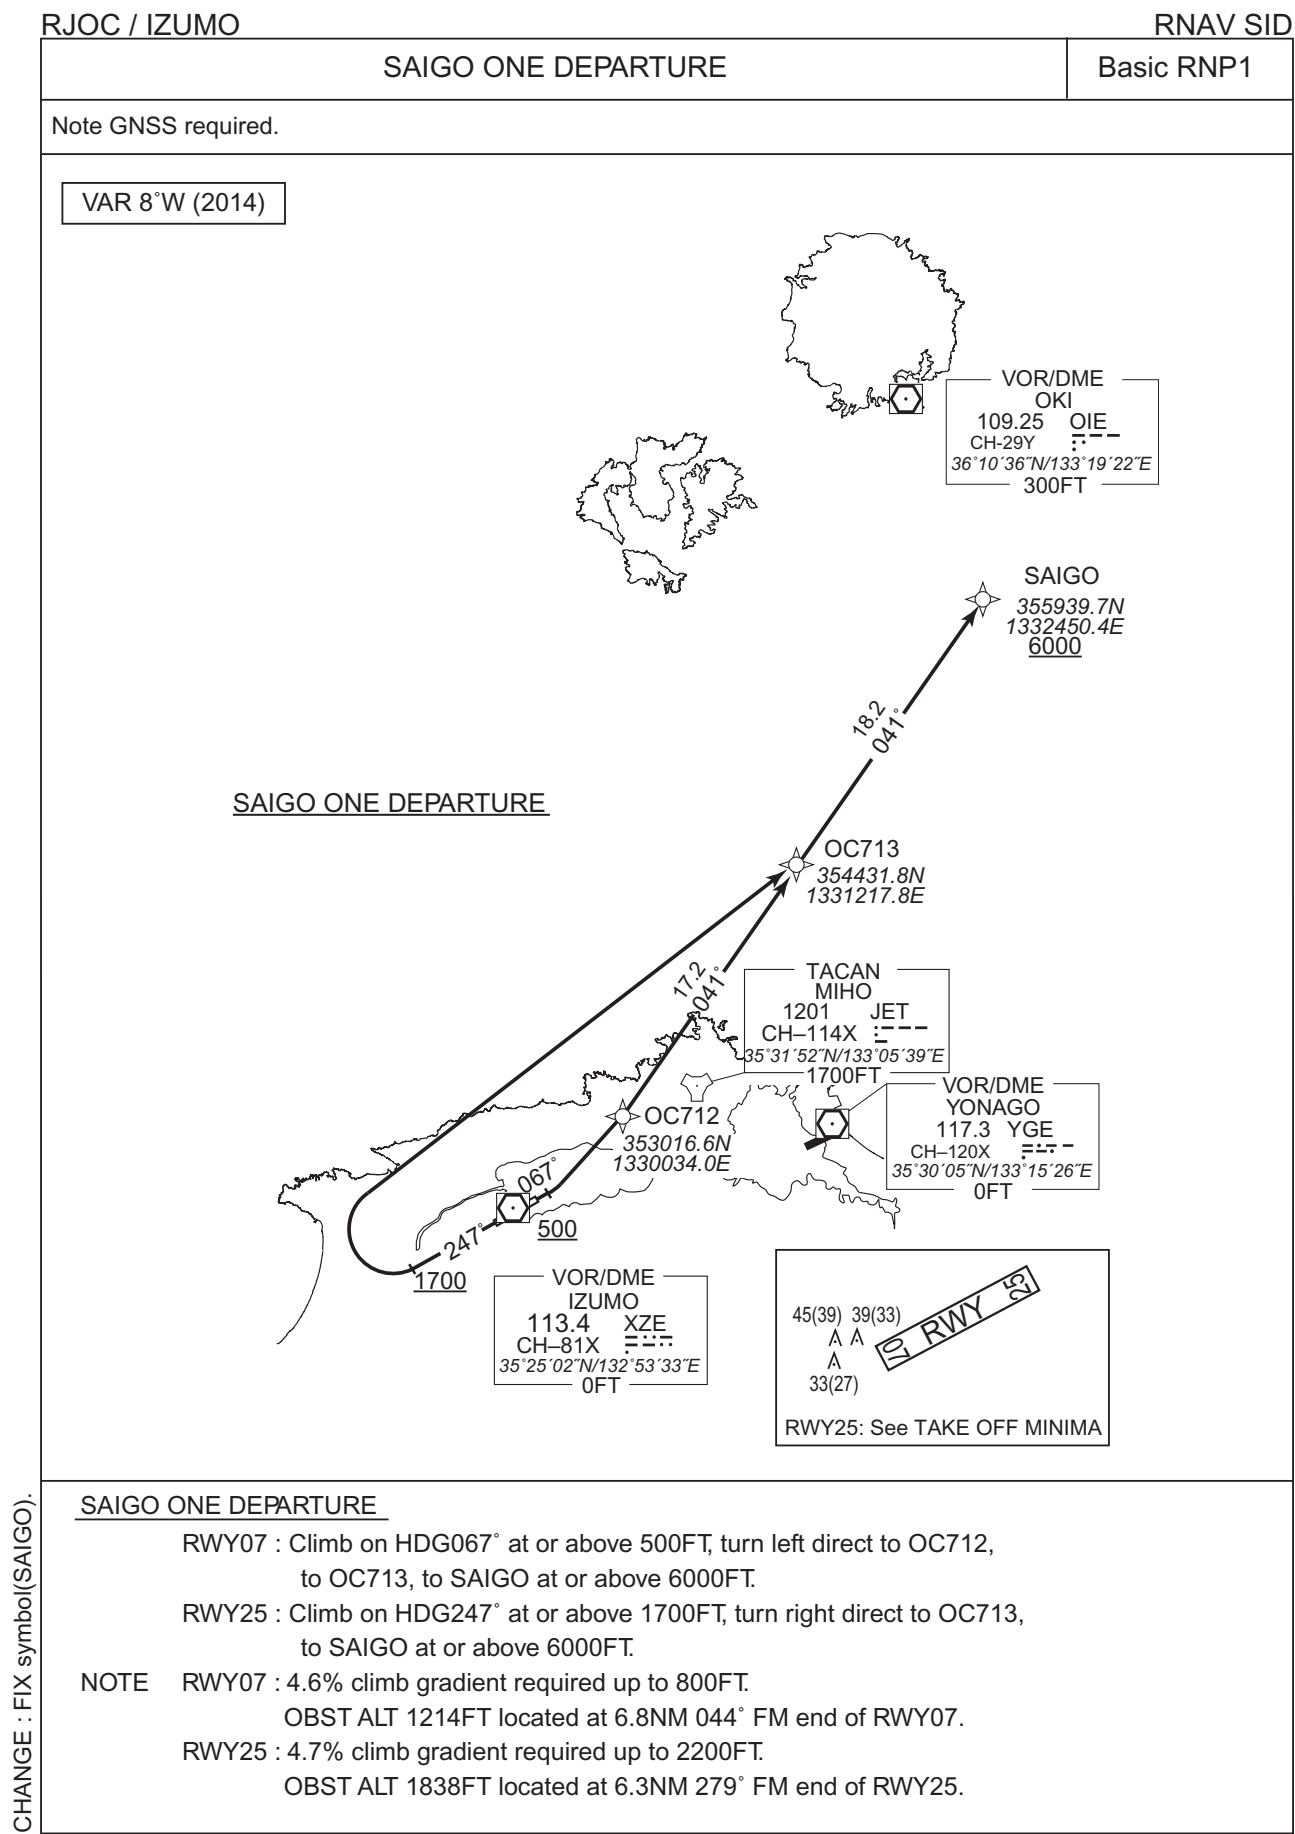 RJOC / IZUMO
RNAV SID
SAIGO ONE DEPARTURE
Basic RNP1
Note GNSS required.
VAR 8°W (2014)
VOR/DME
OKI
109.25 OIE
CH-29Y
36°10´36˝N/133°19´22˝E
300FT
SAIGO
355939.7N
1332450.4E
6000
18.2
041°
SAIGO ONE DEPARTURE
OC713
354431.8N
1331217.8E
17.2
041°
TACAN
MIHO
1201 JET
CH–114X
35°31´52˝N/133°05´39˝E
1700FT
VOR/DME
YONAGO
117.3 YGE
CH–120X
35°30´05˝N/133°15´26˝E
0FT
OC712
353016.6N
1330034.0E
067°
500
247°
1700
VOR/DME
IZUMO
113.4 XZE
CH–81X
35°25´02˝N/132°53´33˝E
0FT
45(39) 39(33)
33(27)
07 RWY 25
RWY25: See TAKE OFF MINIMA
SAIGO ONE DEPARTURE
RWY07 : Climb on HDG067° at or above 500FT, turn left direct to OC712,
to OC713, to SAIGO at or above 6000FT.
RWY25 : Climb on HDG247° at or above 1700FT, turn right direct to OC713,
to SAIGO at or above 6000FT.
NOTE RWY07 : 4.6% climb gradient required up to 800FT.
OBST ALT 1214FT located at 6.8NM 044° FM end of RWY07.
RWY25 : 4.7% climb gradient required up to 2200FT.
OBST ALT 1838FT located at 6.3NM 279° FM end of RWY25.
CHANGE : FIX symbol(SAIGO).